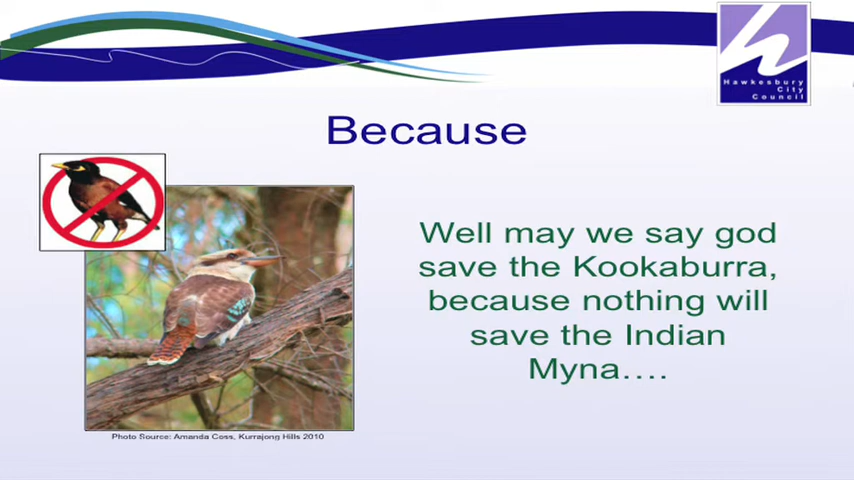 Hawkesbury
City
Council
Because
Well may we say god
save the Kookaburra,
because nothing will
save the Indian
Myna....
Photo Source: Amanda Coss, Kurrajong Hills 2010